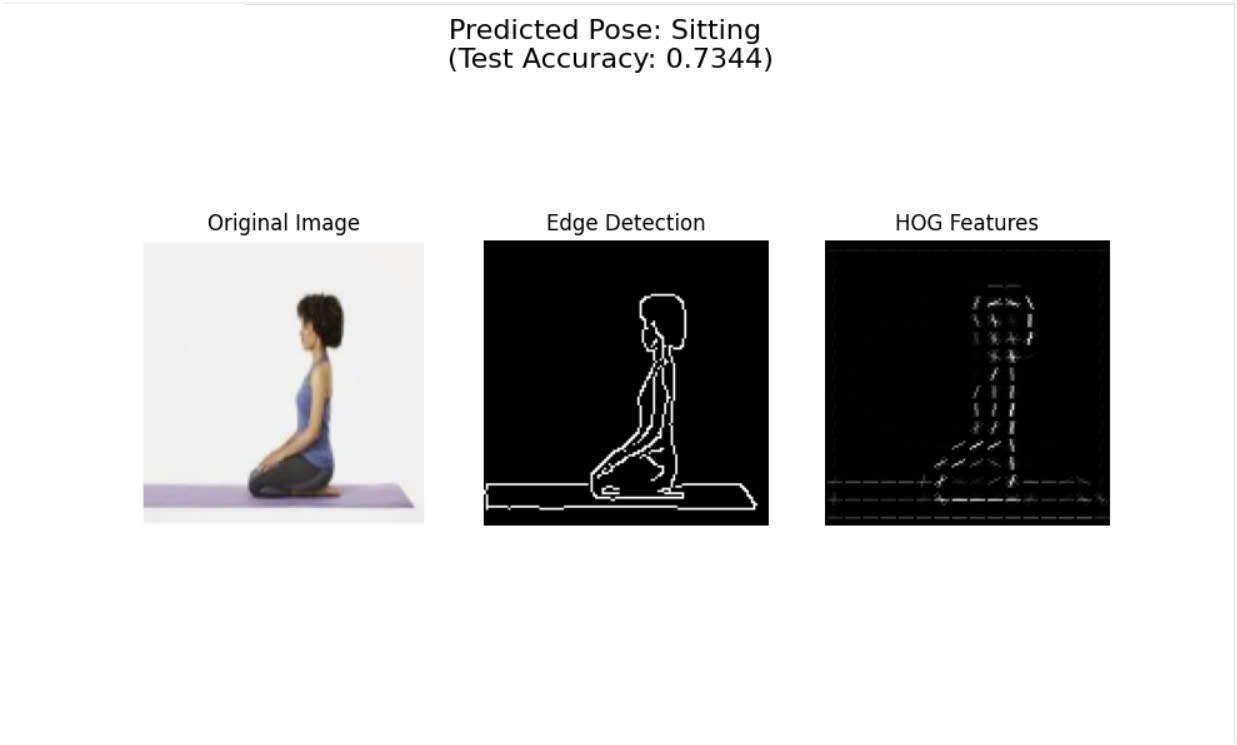 Predicted Pose: Sitting
(Test Accuracy: 0.7344)
Original Image
Edge Detection
HOG Features